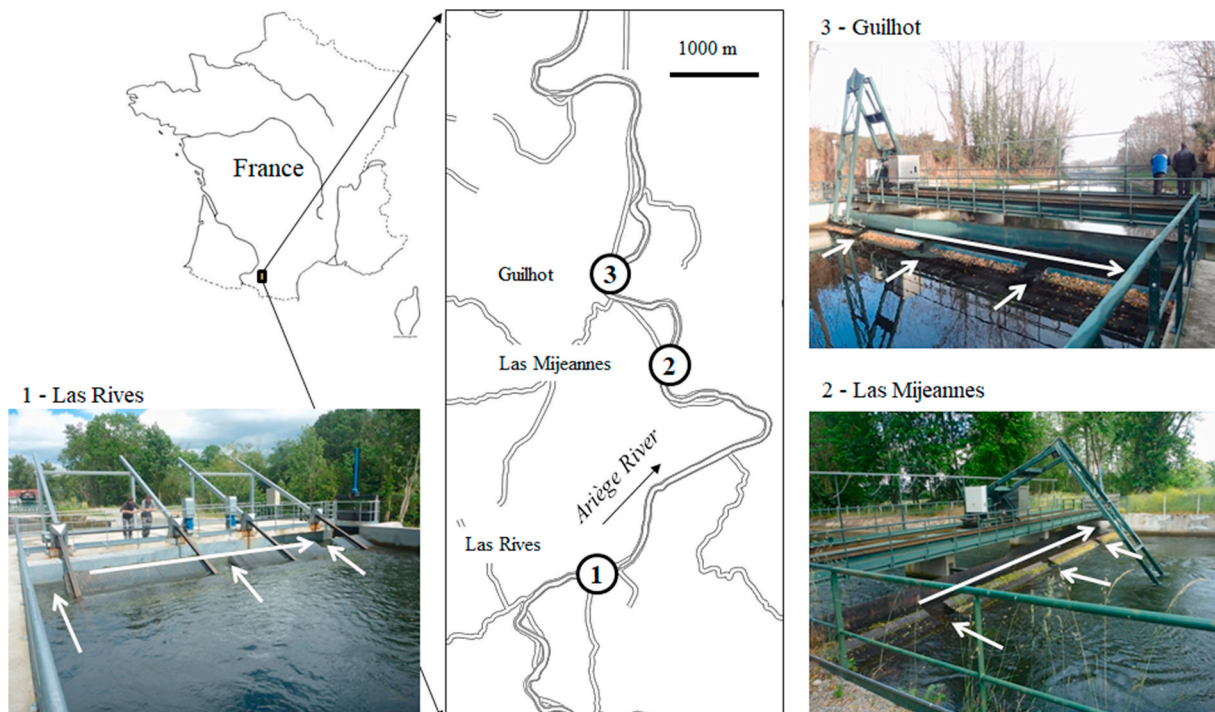 France
1 - Las Rives
1000 m
Guilhot
3
Las Mijeannes
2
Ariège River
Las Rives
1
3 - Guilhot
2 - Las Mijeannes